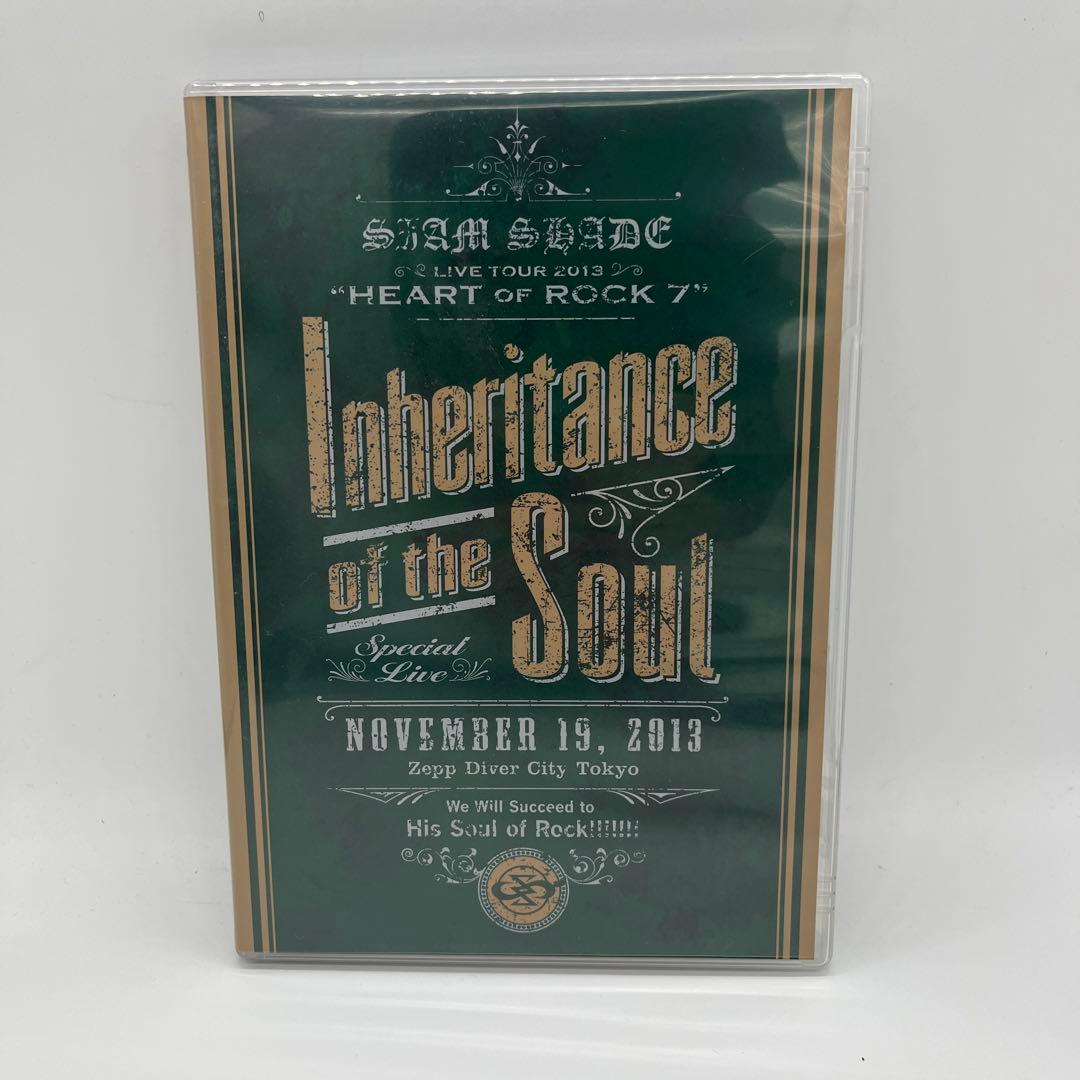 SIAM SHADE
LIVE TOUR 2013
"HEART OF ROCK 7"
Inheritance
of the Soul
Special
Live
NOVEMBER 19, 2013
Zepp Diver City Tokyo
We Will Succeed to
His Soul of Rock!!!!!!!